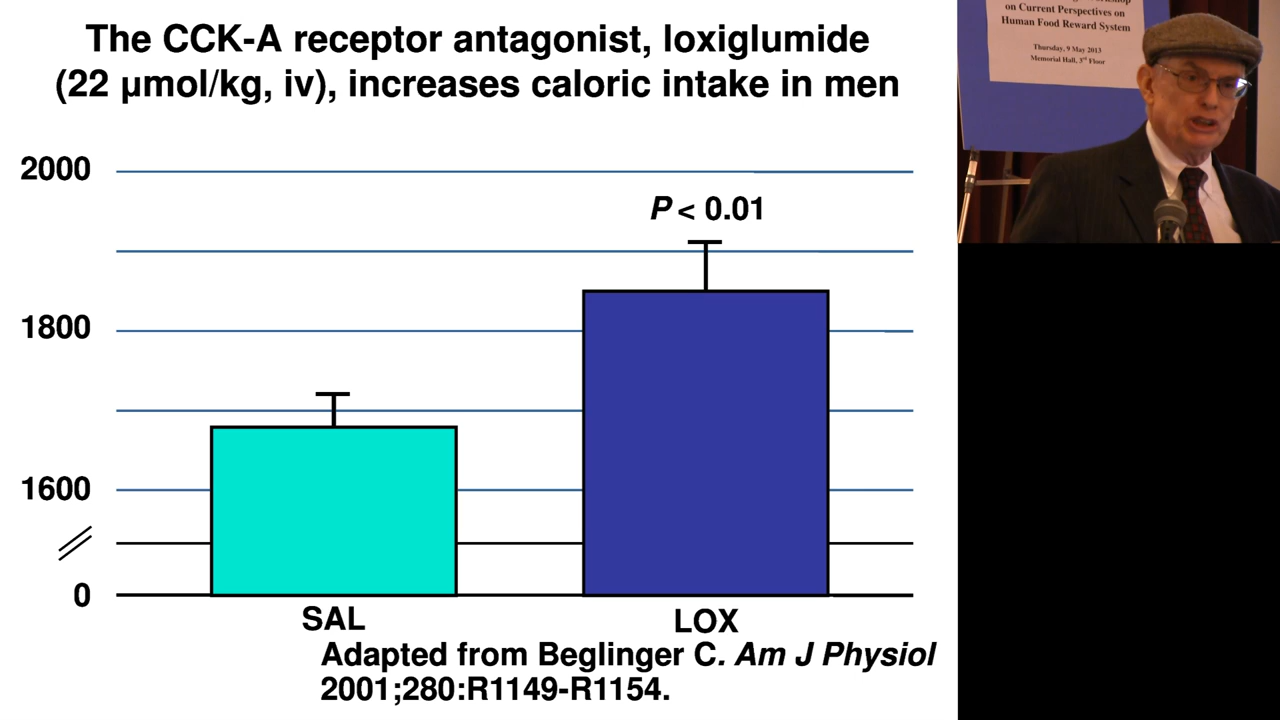 The CCK-A receptor antagonist, loxiglumide
(22 µmol/kg, iv), increases caloric intake in men
2000
P < 0.01
1800
1600
0
SAL
LOX
Adapted from Beglinger C. Am J Physiol
2001;280:R1149-R1154.
on Current Perspectives on
Human Food Reward System
Thursday, 9 May 2013
Memorial Hall, 3rd Floor